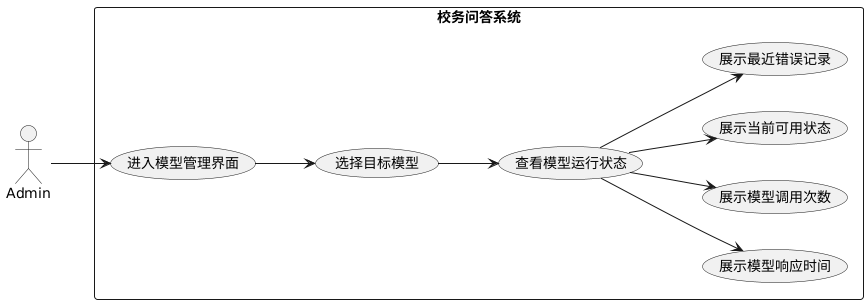 校务问答系统
Admin
进入模型管理界面
选择目标模型
查看模型运行状态
展示最近错误记录
展示当前可用状态
展示模型调用次数
展示模型响应时间